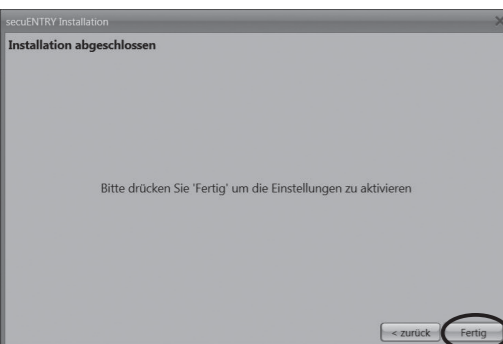 secuENTRY Installation
Installation abgeschlossen
Bitte drücken Sie 'Fertig' um die Einstellungen zu aktivieren
< zurück Fertig